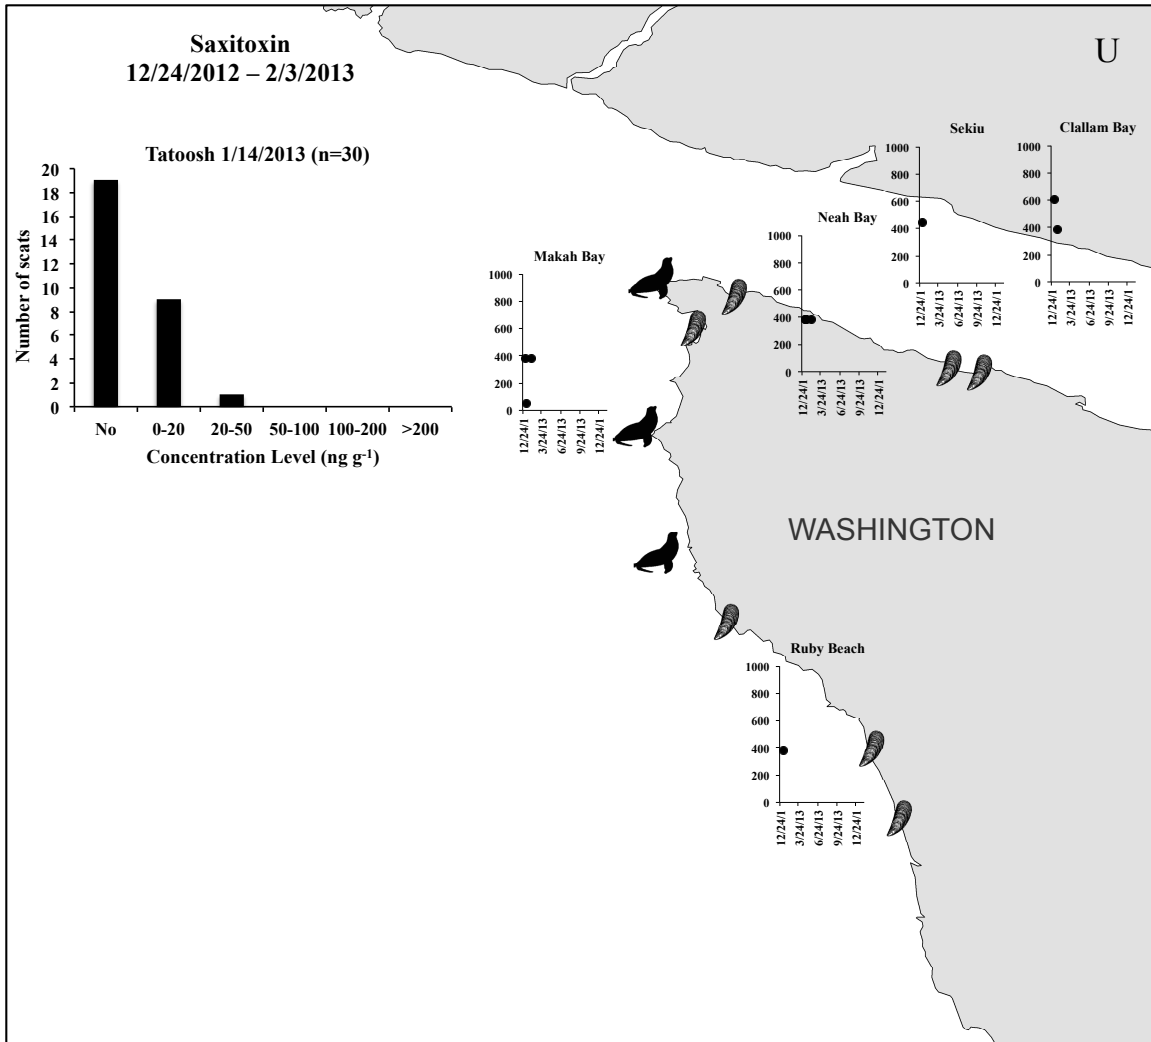 Saxitoxin
12/24/2012 – 2/3/2013
U
Tatoosh 1/14/2013 (n=30)
Number of scats
20
18
16
14
12
10
8
6
4
2
0
No 0-20 20-50 50-100 100-200 >200
Concentration Level (ng g-1)
Makah Bay
1000
800
600
400
200
0
12/24/1 3/24/13 6/24/13 9/24/13 12/24/1
Neah Bay
1000
800
600
400
200
0
12/24/1 3/24/13 6/24/13 9/24/13 12/24/1
Sekiu
1000
800
600
400
200
0
12/24/1 3/24/13 6/24/13 9/24/13 12/24/1
Clallam Bay
1000
800
600
400
200
0
12/24/1 3/24/13 6/24/13 9/24/13 12/24/1
WASHINGTON
Ruby Beach
1000
800
600
400
200
0
12/24/1 3/24/13 6/24/13 9/24/13 12/24/1